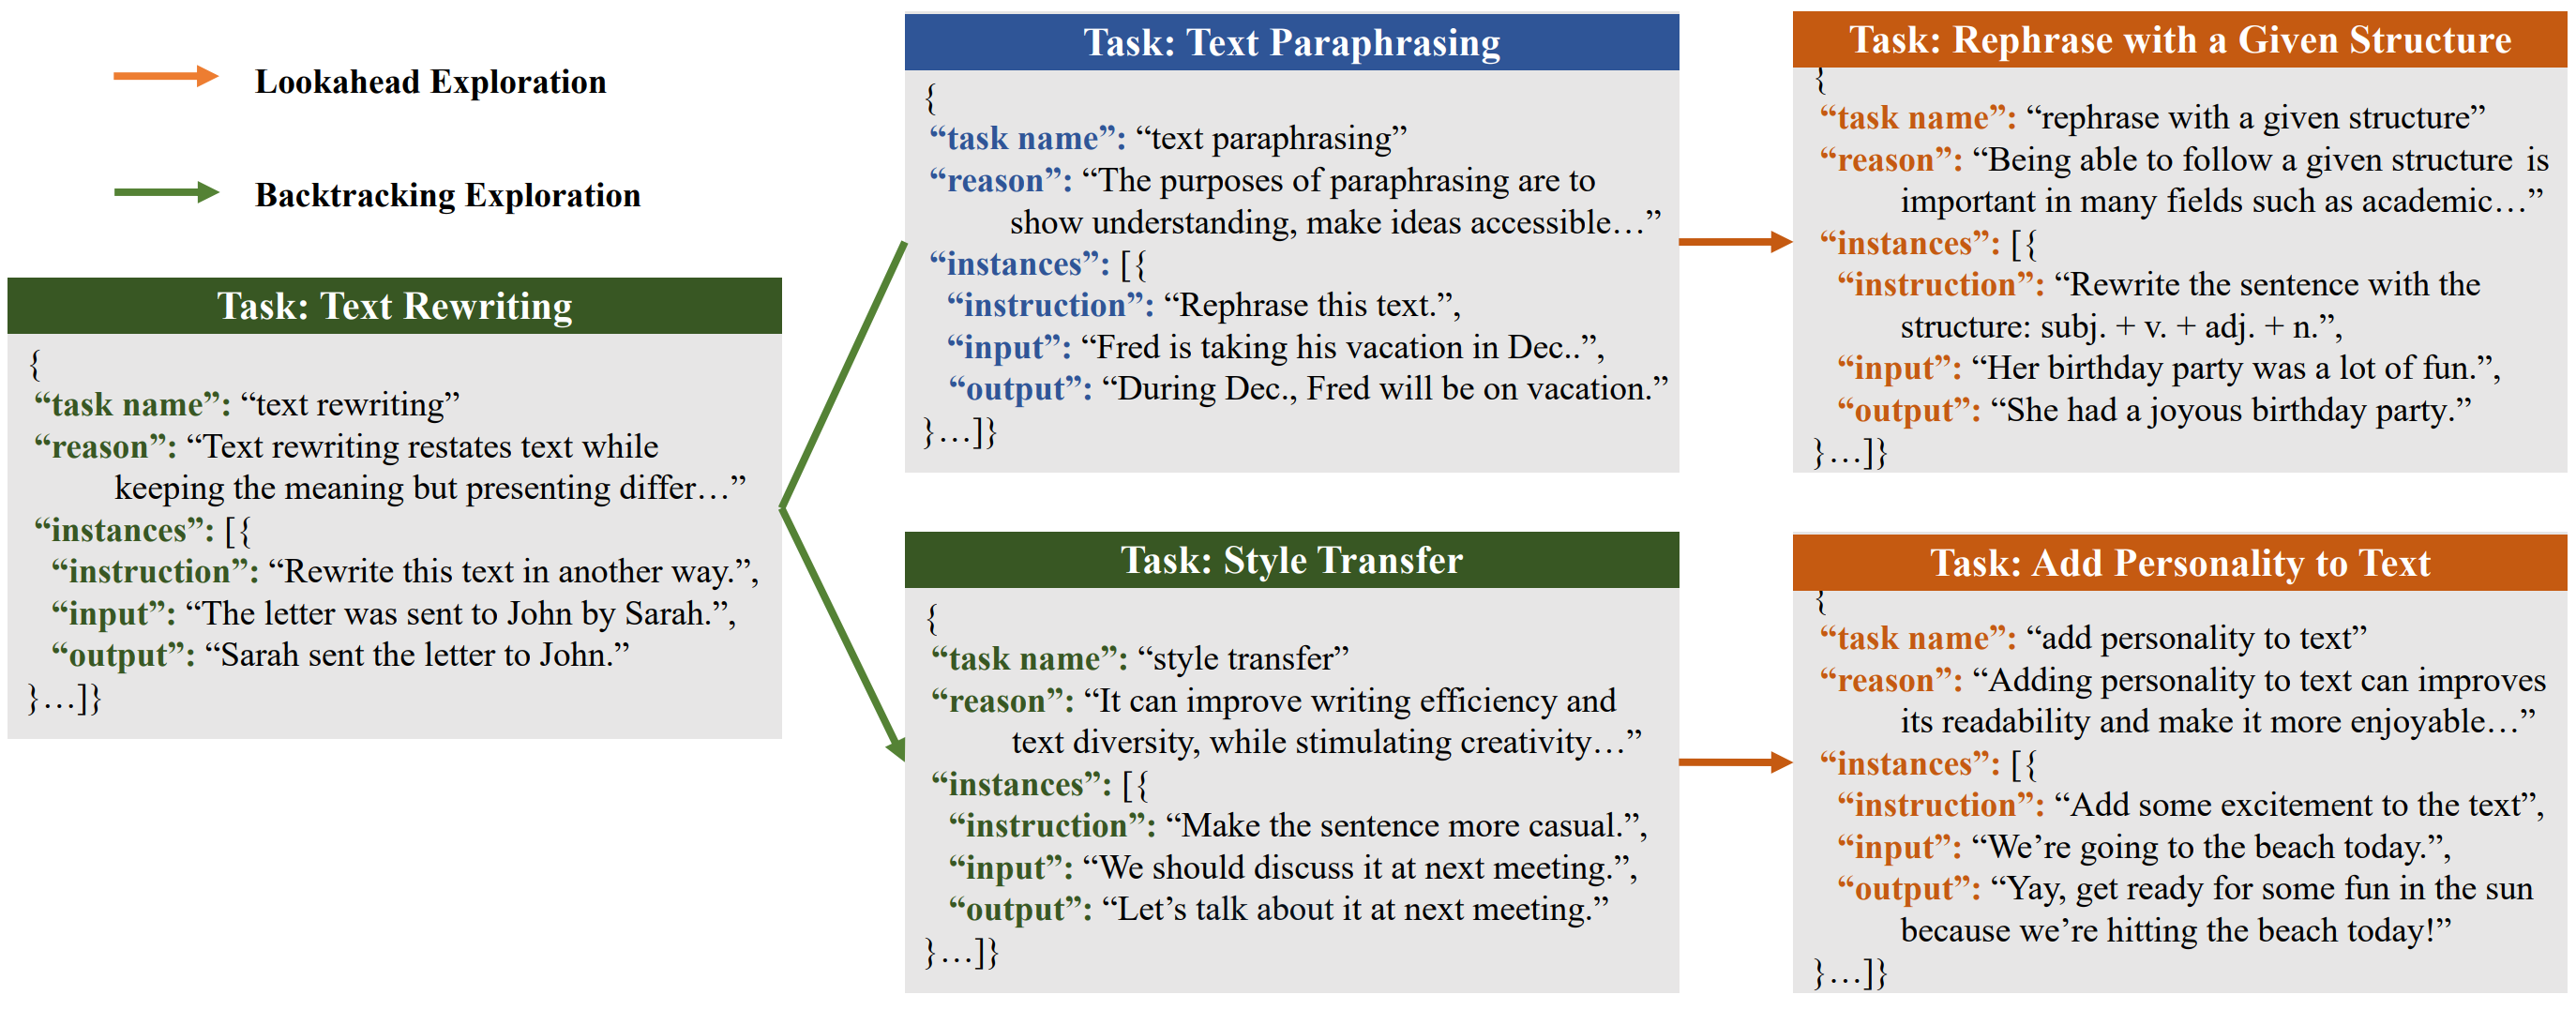 Lookahead Exploration
Backtracking Exploration
Task: Text Rewriting
{
“task name”: “text rewriting”
“reason”: “Text rewriting restates text while
keeping the meaning but presenting differ…”
“instances”: [{
“instruction”: “Rewrite this text in another way.”,
“input”: “The letter was sent to John by Sarah.”,
“output”: “Sarah sent the letter to John.”
}…]}
Task: Text Paraphrasing
{
“task name”: “text paraphrasing”
“reason”: “The purposes of paraphrasing are to
show understanding, make ideas accessible…”
“instances”: [{
“instruction”: “Rephrase this text.”,
“input”: “Fred is taking his vacation in Dec..”,
“output”: “During Dec., Fred will be on vacation.”
}…]}
Task: Style Transfer
{
“task name”: “style transfer”
“reason”: “It can improve writing efficiency and
text diversity, while stimulating creativity…”
“instances”: [{
“instruction”: “Make the sentence more casual.”,
“input”: “We should discuss it at next meeting.”,
“output”: “Let’s talk about it at next meeting.”
}…]}
Task: Rephrase with a Given Structure
{
“task name”: “rephrase with a given structure”
“reason”: “Being able to follow a given structure is
important in many fields such as academic…”
“instances”: [{
“instruction”: “Rewrite the sentence with the
structure: subj. + v. + adj. + n.”,
“input”: “Her birthday party was a lot of fun.”,
“output”: “She had a joyous birthday party.”
}…]}
Task: Add Personality to Text
{
“task name”: “add personality to text”
“reason”: “Adding personality to text can improves
its readability and make it more enjoyable…”
“instances”: [{
“instruction”: “Add some excitement to the text”,
“input”: “We’re going to the beach today.”,
“output”: “Yay, get ready for some fun in the sun
because we’re hitting the beach today!”
}…]}